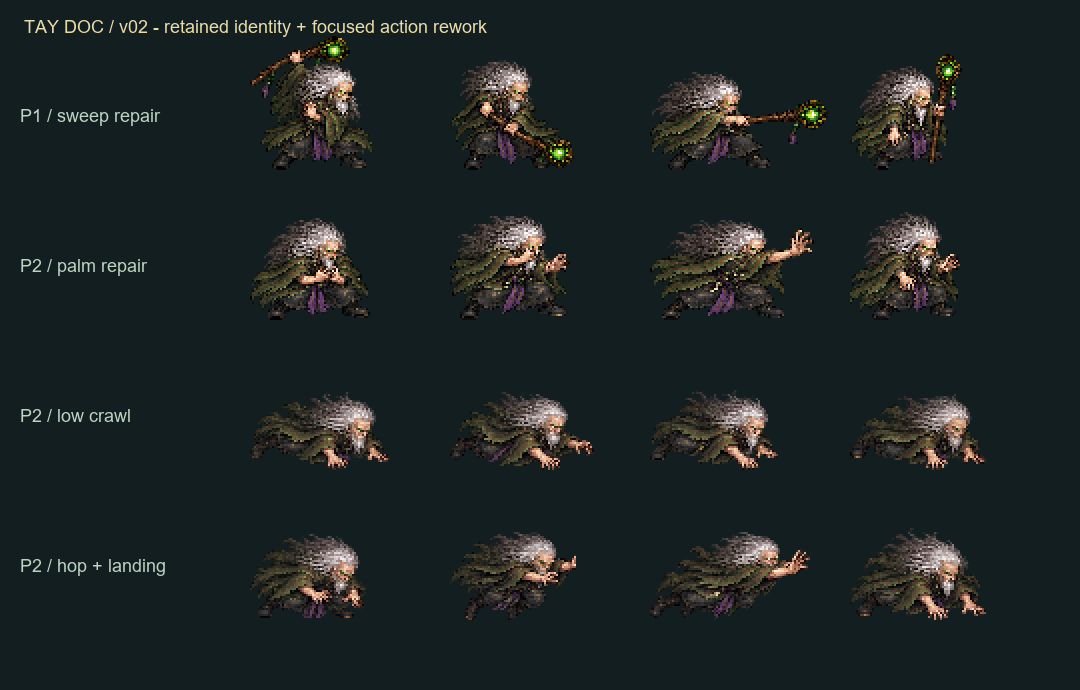 TAY DOC / v02 - retained identity + focused action rework
P1 / sweep repair
P2 / palm repair
P2 / low crawl
P2 / hop + landing